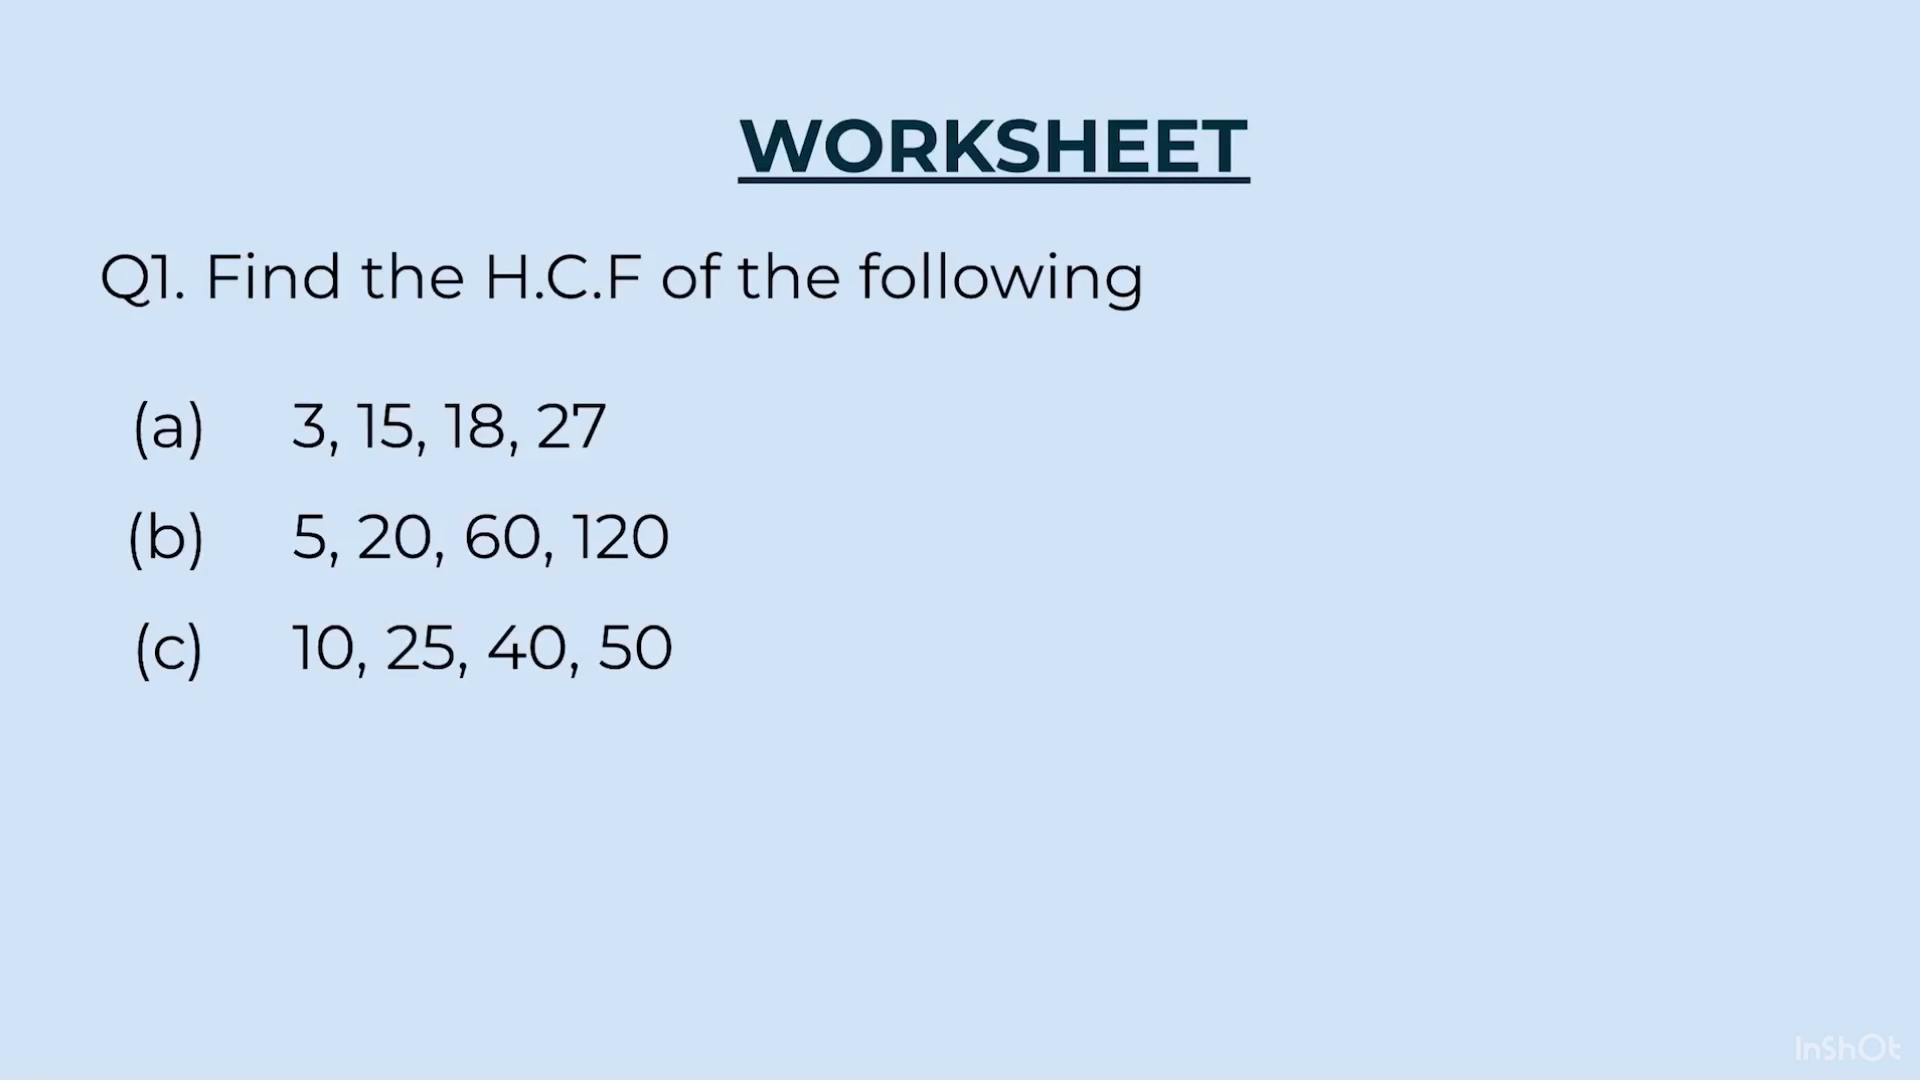 WORKSHEET
Q1. Find the H.C.F of the following
(a) 3, 15, 18, 27
(b) 5, 20, 60, 120
(c) 10, 25, 40, 50
InShOt